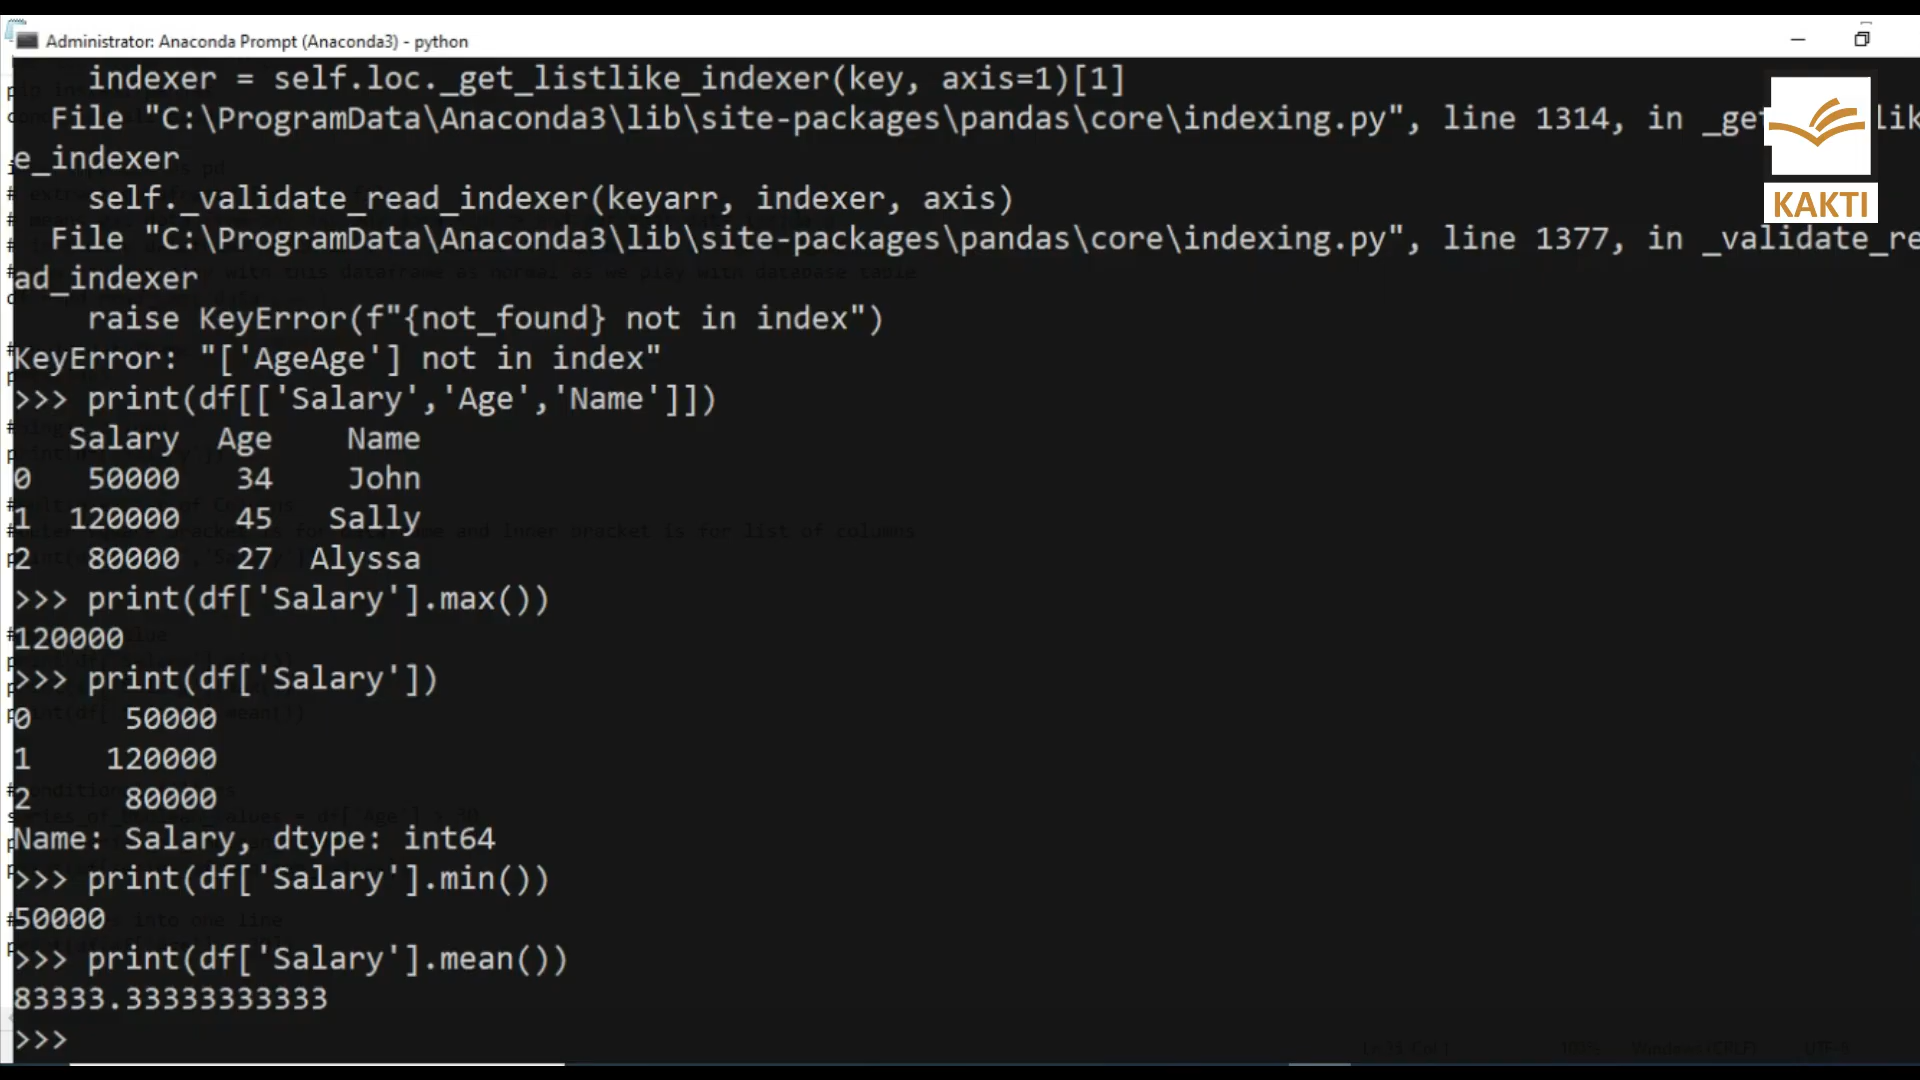 Administrator: Anaconda Prompt (Anaconda3) - python
indexer = self.loc._get_listlike_indexer(key, axis=1)[1]
File "C:\ProgramData\Anaconda3\lib\site-packages\pandas\core\indexing.py", line 1314, in _get lik
e_indexer
self._validate_read_indexer(keyarr, indexer, axis)
File "C:\ProgramData\Anaconda3\lib\site-packages\pandas\core\indexing.py", line 1377, in _validate_re
ad_indexer
raise KeyError(f"{not_found} not in index")
KeyError: "['AgeAge'] not in index"
>>> print(df[['Salary','Age','Name']])
Salary Age Name
0 50000 34 John
1 120000 45 Sally
2 80000 27 Alyssa
>>> print(df['Salary'].max())
120000
>>> print(df['Salary'])
0 50000
1 120000
2 80000
Name: Salary, dtype: int64
>>> print(df['Salary'].min())
50000
>>> print(df['Salary'].mean())
83333.33333333333
>>>
KAKTI